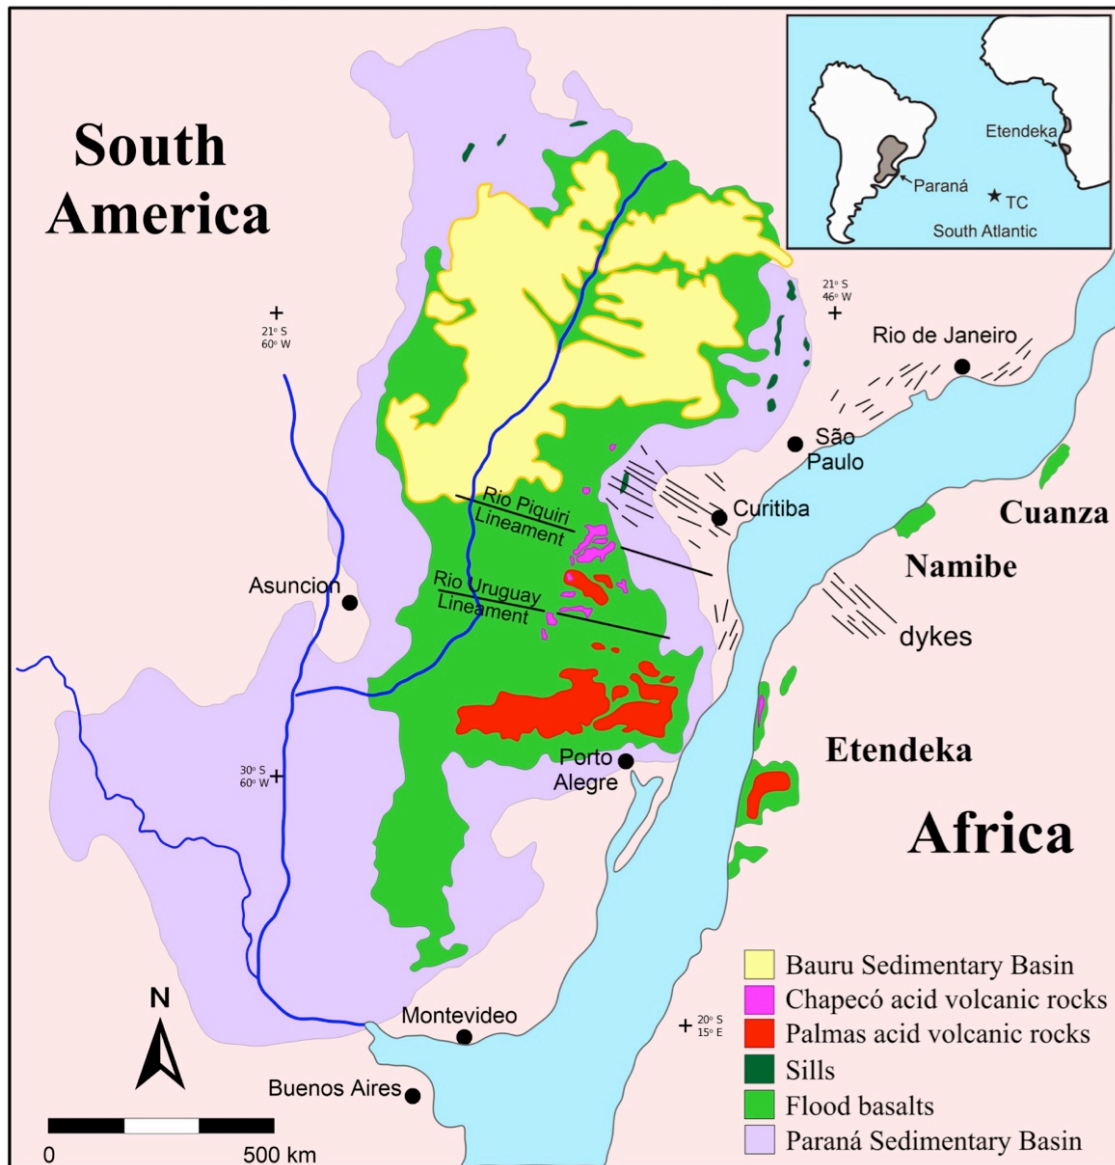 South
America
Etendeka
Paraná
TC
South Atlantic
21° S
60° W
21° S
46° W
Rio de Janeiro
São
Paulo
Cuanza
Curitiba
Namibe
Rio Piquiri
Lineament
Asuncion
Rio Uruguay
Lineament
dykes
Etendeka
Porto
Alegre
30° S
60° W
Africa
N
Montevideo
20° S
15° E
Buenos Aires
0
500 km
Bauru Sedimentary Basin
Chapecó acid volcanic rocks
Palmas acid volcanic rocks
Sills
Flood basalts
Paraná Sedimentary Basin